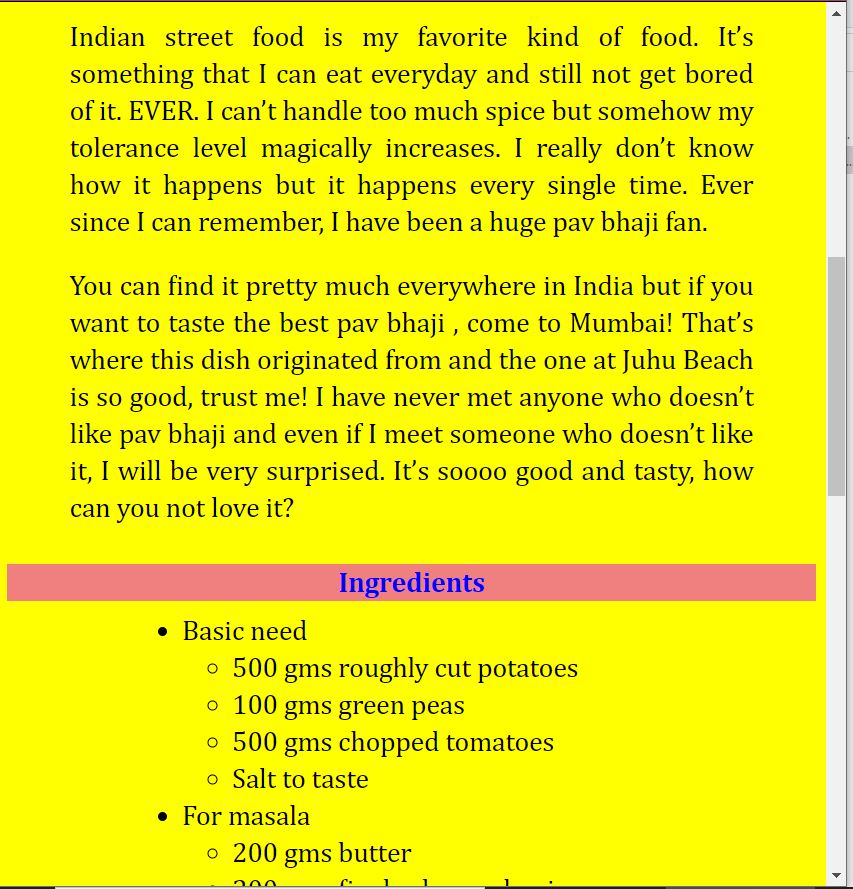 Indian street food is my favorite kind of food. It’s
something that I can eat everyday and still not get bored
of it. EVER. I can’t handle too much spice but somehow my
tolerance level magically increases. I really don’t know
how it happens but it happens every single time. Ever
since I can remember, I have been a huge pav bhaji fan.
You can find it pretty much everywhere in India but if you
want to taste the best pav bhaji , come to Mumbai! That’s
where this dish originated from and the one at Juhu Beach
is so good, trust me! I have never met anyone who doesn’t
like pav bhaji and even if I meet someone who doesn’t like
it, I will be very surprised. It’s soooo good and tasty, how
can you not love it?
Ingredients
Basic need
500 gms roughly cut potatoes
100 gms green peas
500 gms chopped tomatoes
Salt to taste
For masala
200 gms butter